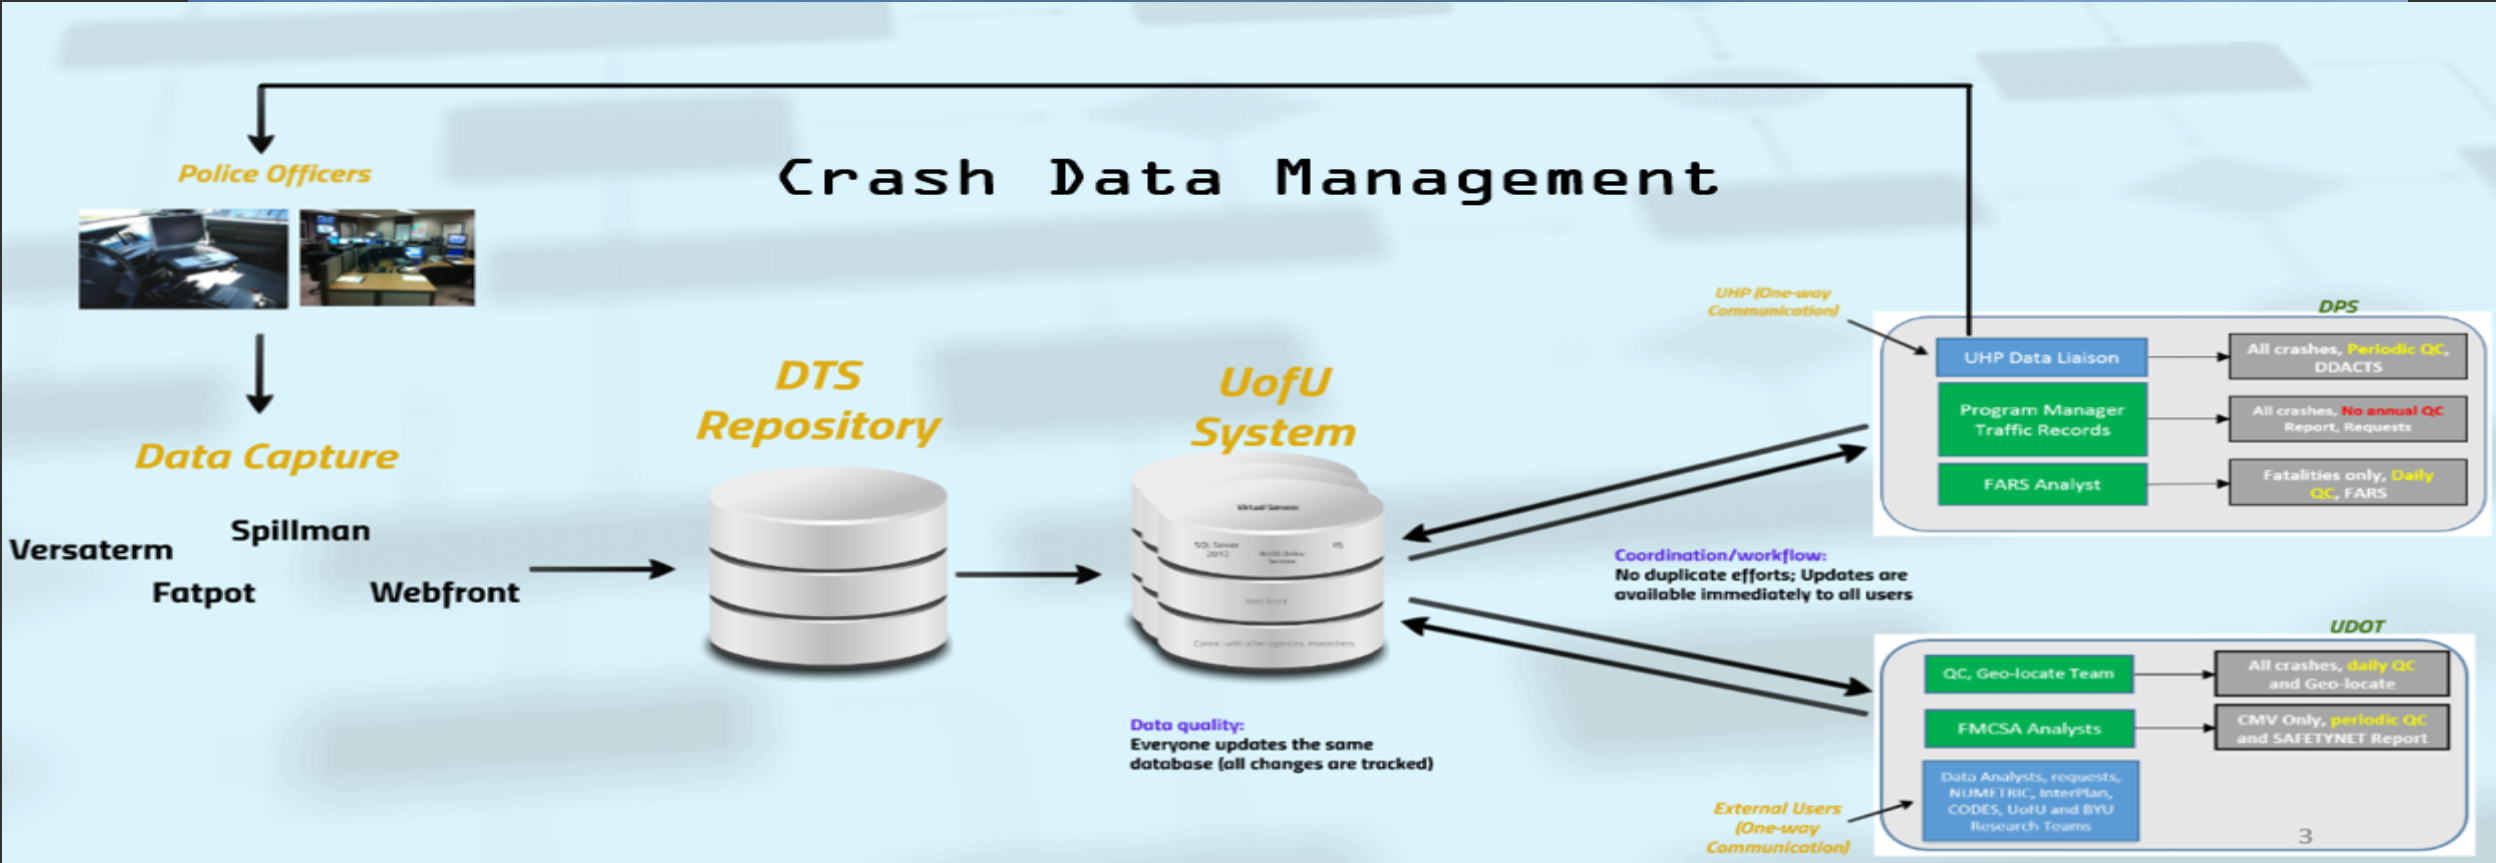 Crash Data Management
Police Officers
Data Capture
Versaterm
Spillman
Fatpot
Webfront
DTS
Repository
UofU
System
Virtual Servers
SQL Sever
2012
ArcGIS Online
Services
Web Front
Comm. with other agencies, researchers
Data quality:
Everyone updates the same
database (all changes are tracked)
Coordination/workflow:
No duplicate efforts; Updates are
available immediately to all users
UHP (One-way
Communication)
DPS
UHP Data Liaison
All crashes, Periodic QC,
DDACTS
Program Manager
Traffic Records
All crashes, No annual QC
Report, Requests
FARS Analyst
Fatalities only, Daily
QC, FARS
UDOT
QC, Geo-locate Team
All crashes, daily QC
and Geo-locate
FMCSA Analysts
CMV Only, periodic QC
and SAFETYNET Report
Data Analysts, requests,
NUMETRIC, InterPlan,
CODES, UofU and BYU
Research Teams
External Users
(One-way
Communication)
3